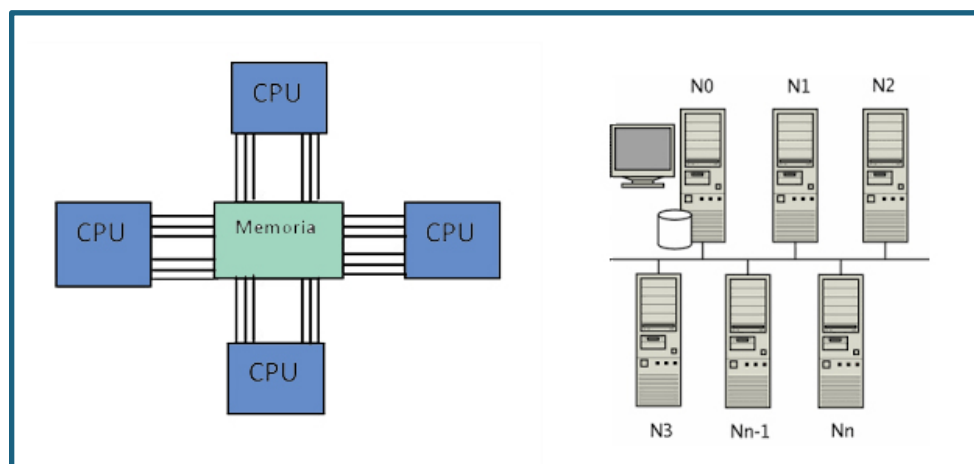 CPU
CPU
Memoria
CPU
CPU
N0
N1
N2
N3
Nn-1
Nn